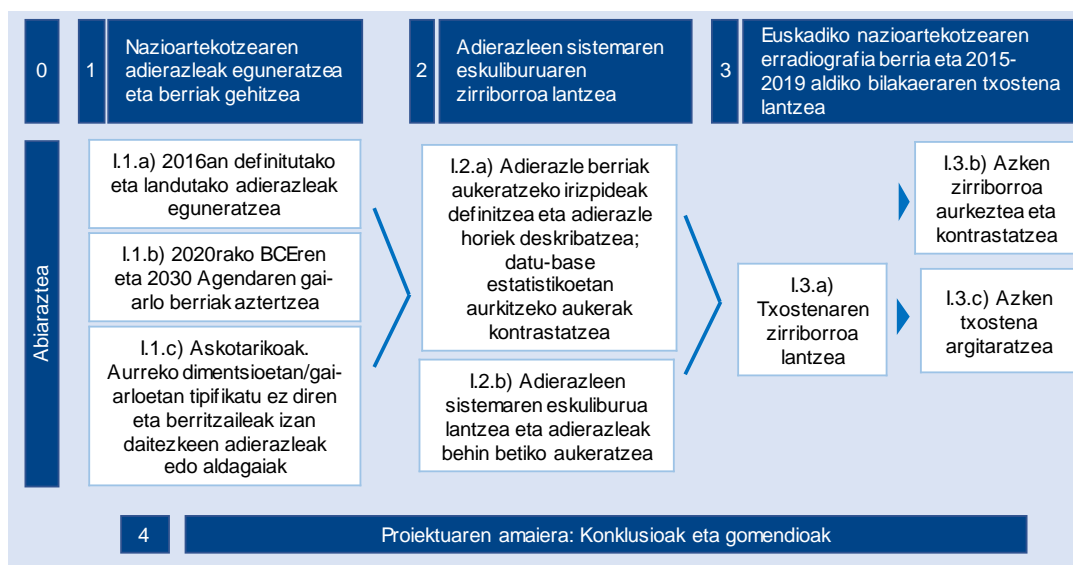 0
Abiaraztea
1
Nazioartekotzearen
adierazleak eguneratzea
eta berriak gehitzea
I.1.a) 2016an definitutako
eta landutako adierazleak
eguneratzea
I.1.b) 2020rako BCEren
eta 2030 Agendaren gai-
arlo berriak aztertzea
I.1.c) Askotarikoak.
Aurreko dimentsioetan/gai-
arloetan tipifikatu ez diren
eta berritzaileak izan
daitezkeen adierazleak
edo aldagaiak
2
Adierazleen sistemaren
eskuliburuaren
zirriborroa lantzea
I.2.a) Adierazle berriak
aukeratzeko irizpideak
definitzea eta adierazle
horiek deskribatzea;
datu-base
estatistikoetan
aurkitzeko aukerak
kontrastatzea
I.2.b) Adierazleen
sistemaren eskuliburua
lantzea eta adierazleak
behin betiko aukeratzea
3
Euskadiko nazioartekotzearen
erradiografia berria eta 2015-
2019 aldiko bilakaeraren txostena
lantzea
I.3.a)
Txostenaren
zirriborroa
lantzea
I.3.b) Azken
zirriborroa
aurkeztea eta
kontrastatzea
I.3.c) Azken
txostena
argitaratzea
4
Proiektuaren amaiera: Konklusioak eta gomendioak